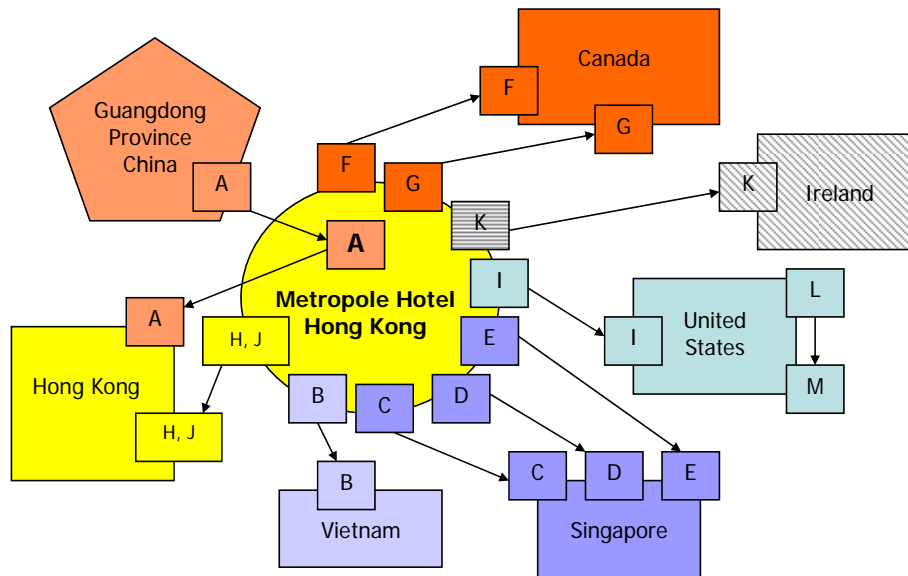 Canada
F
G
Guangdong
Province
China
A
F
G
K
Ireland
K
A
I
Metropole Hotel
Hong Kong
E
A
H, J
Hong Kong
H, J
L
United
States
I
M
B
C
D
B
Vietnam
C
D
E
Singapore